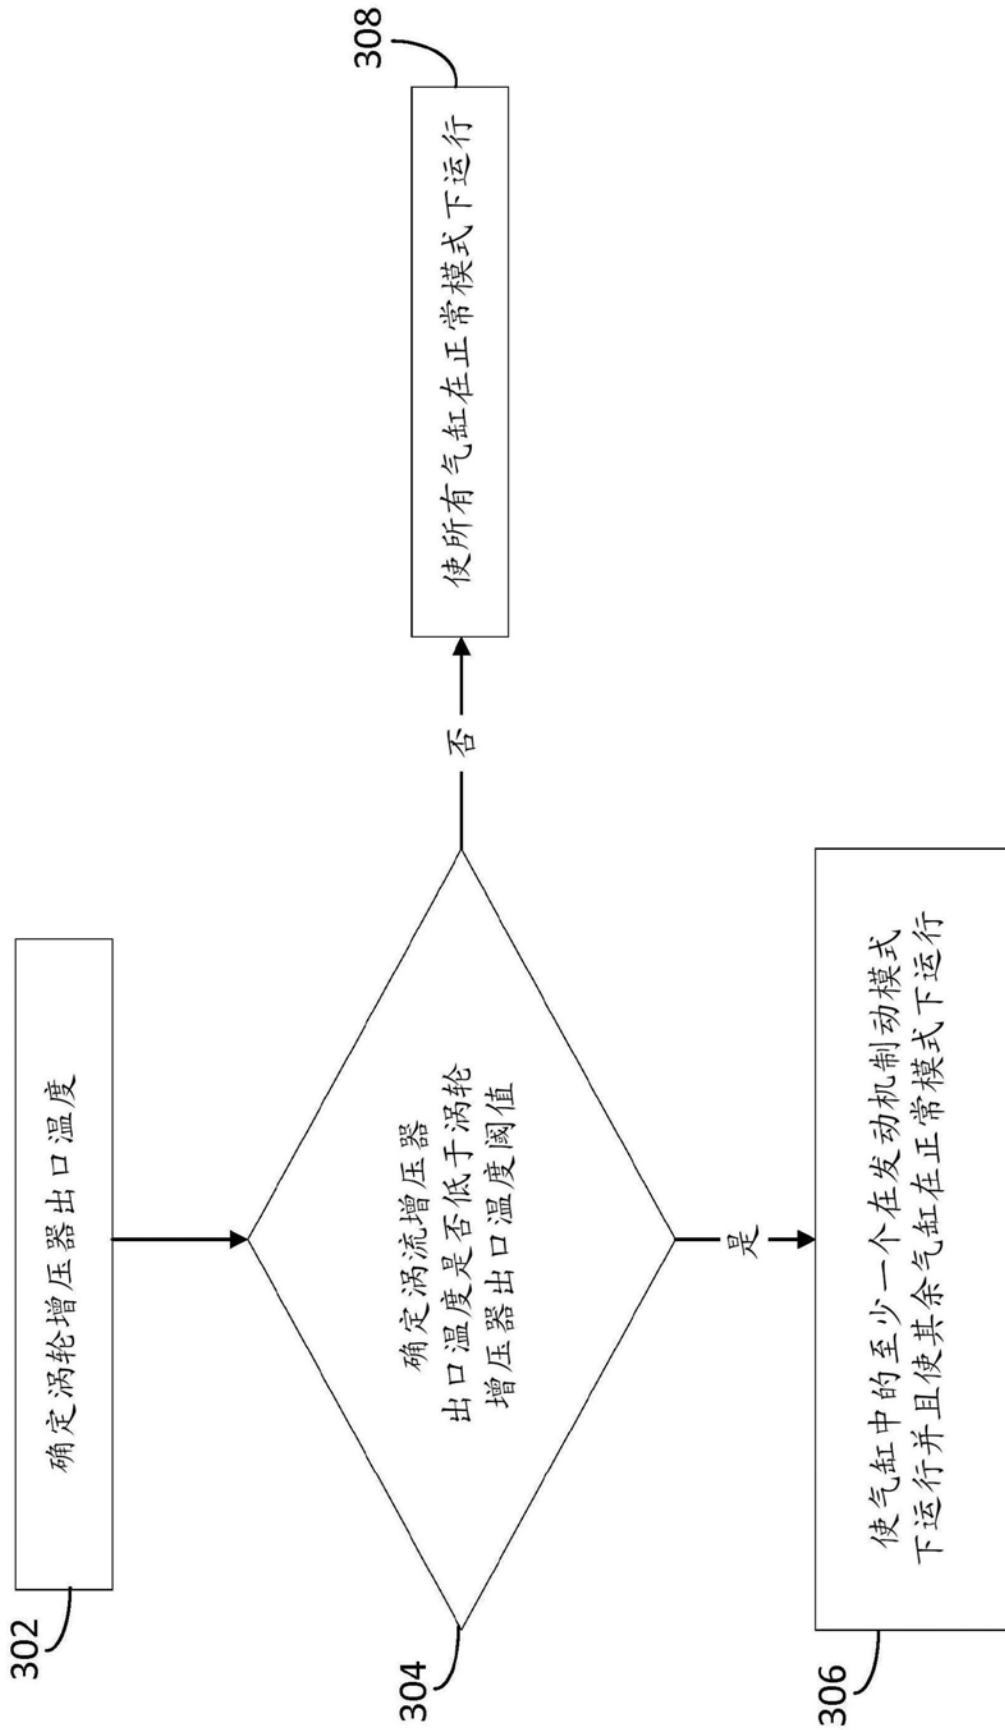 302
确定涡轮增压器出口温度
304
确定涡流增压器
出口温度是否低于涡轮
增压器出口温度阈值
否
使所有气缸在正常模式下运行
308
是
306
使气缸中的至少一个在发动机制动模式
下运行并且使其余气缸在正常模式下运行